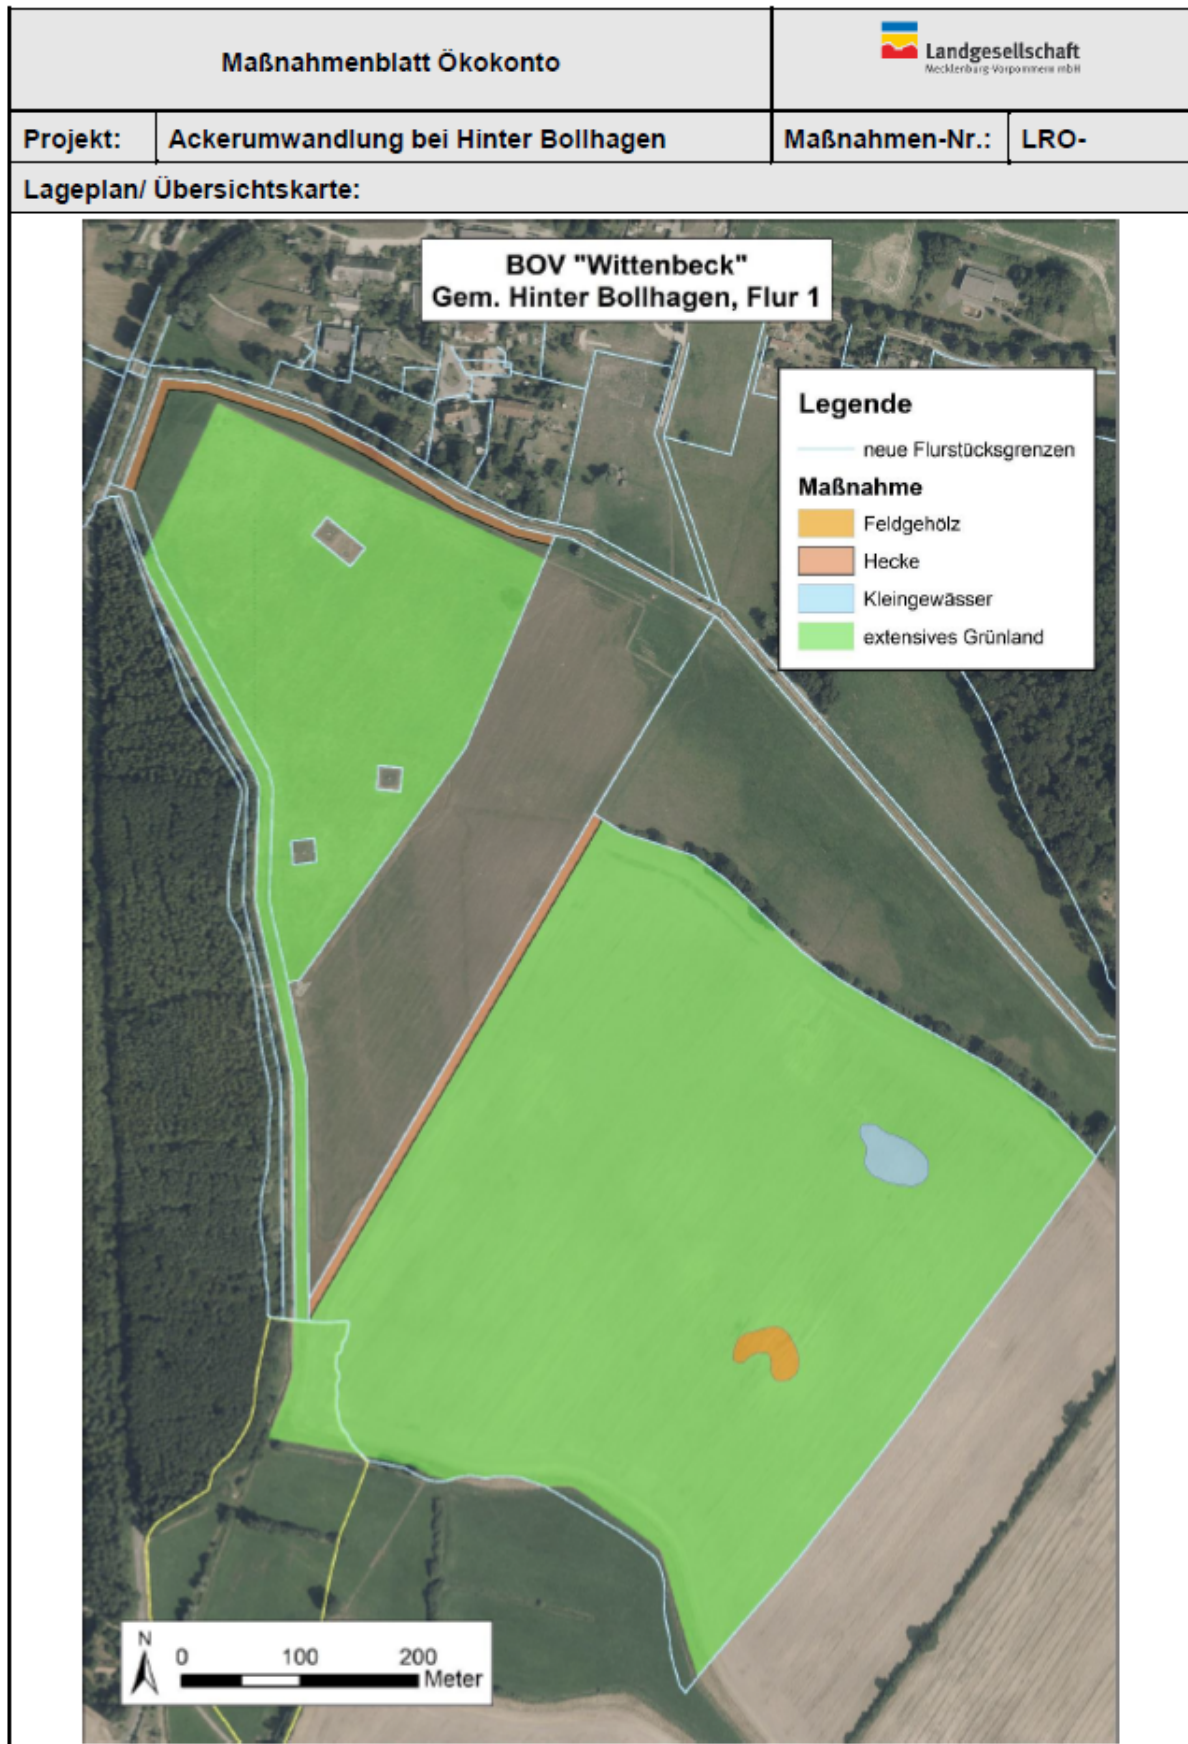 Maßnahmenblatt Ökokonto
Landgesellschaft
Mecklenburg-Vorpommern mbH
Projekt: Ackerumwandlung bei Hinter Bollhagen
Maßnahmen-Nr.: LRO-
Lageplan/ Übersichtskarte:
BOV "Wittenbeck"
Gem. Hinter Bollhagen, Flur 1
Legende
neue Flurstücksgrenzen
Maßnahme
Feldgehölz
Hecke
Kleingewässer
extensives Grünland
N
0 100 200
Meter